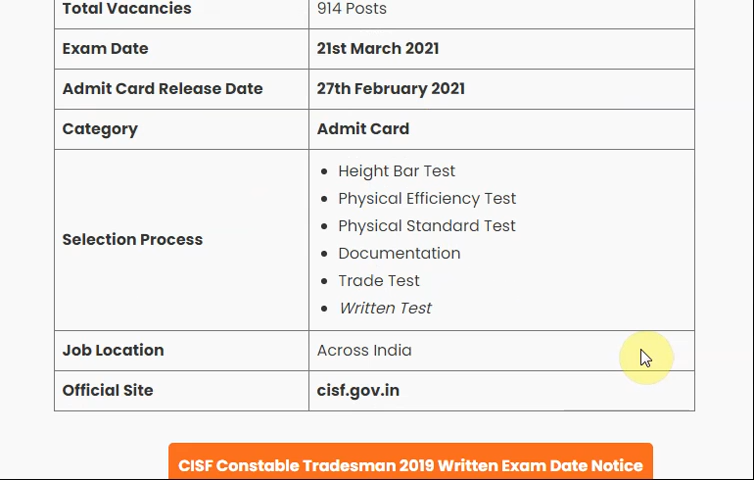 Total Vacancies 914 Posts
Exam Date 21st March 2021
Admit Card Release Date 27th February 2021
Category Admit Card
Selection Process
• Height Bar Test
• Physical Efficiency Test
• Physical Standard Test
• Documentation
• Trade Test
• Written Test
Job Location Across India
Official Site cisf.gov.in
CISF Constable Tradesman 2019 Written Exam Date Notice